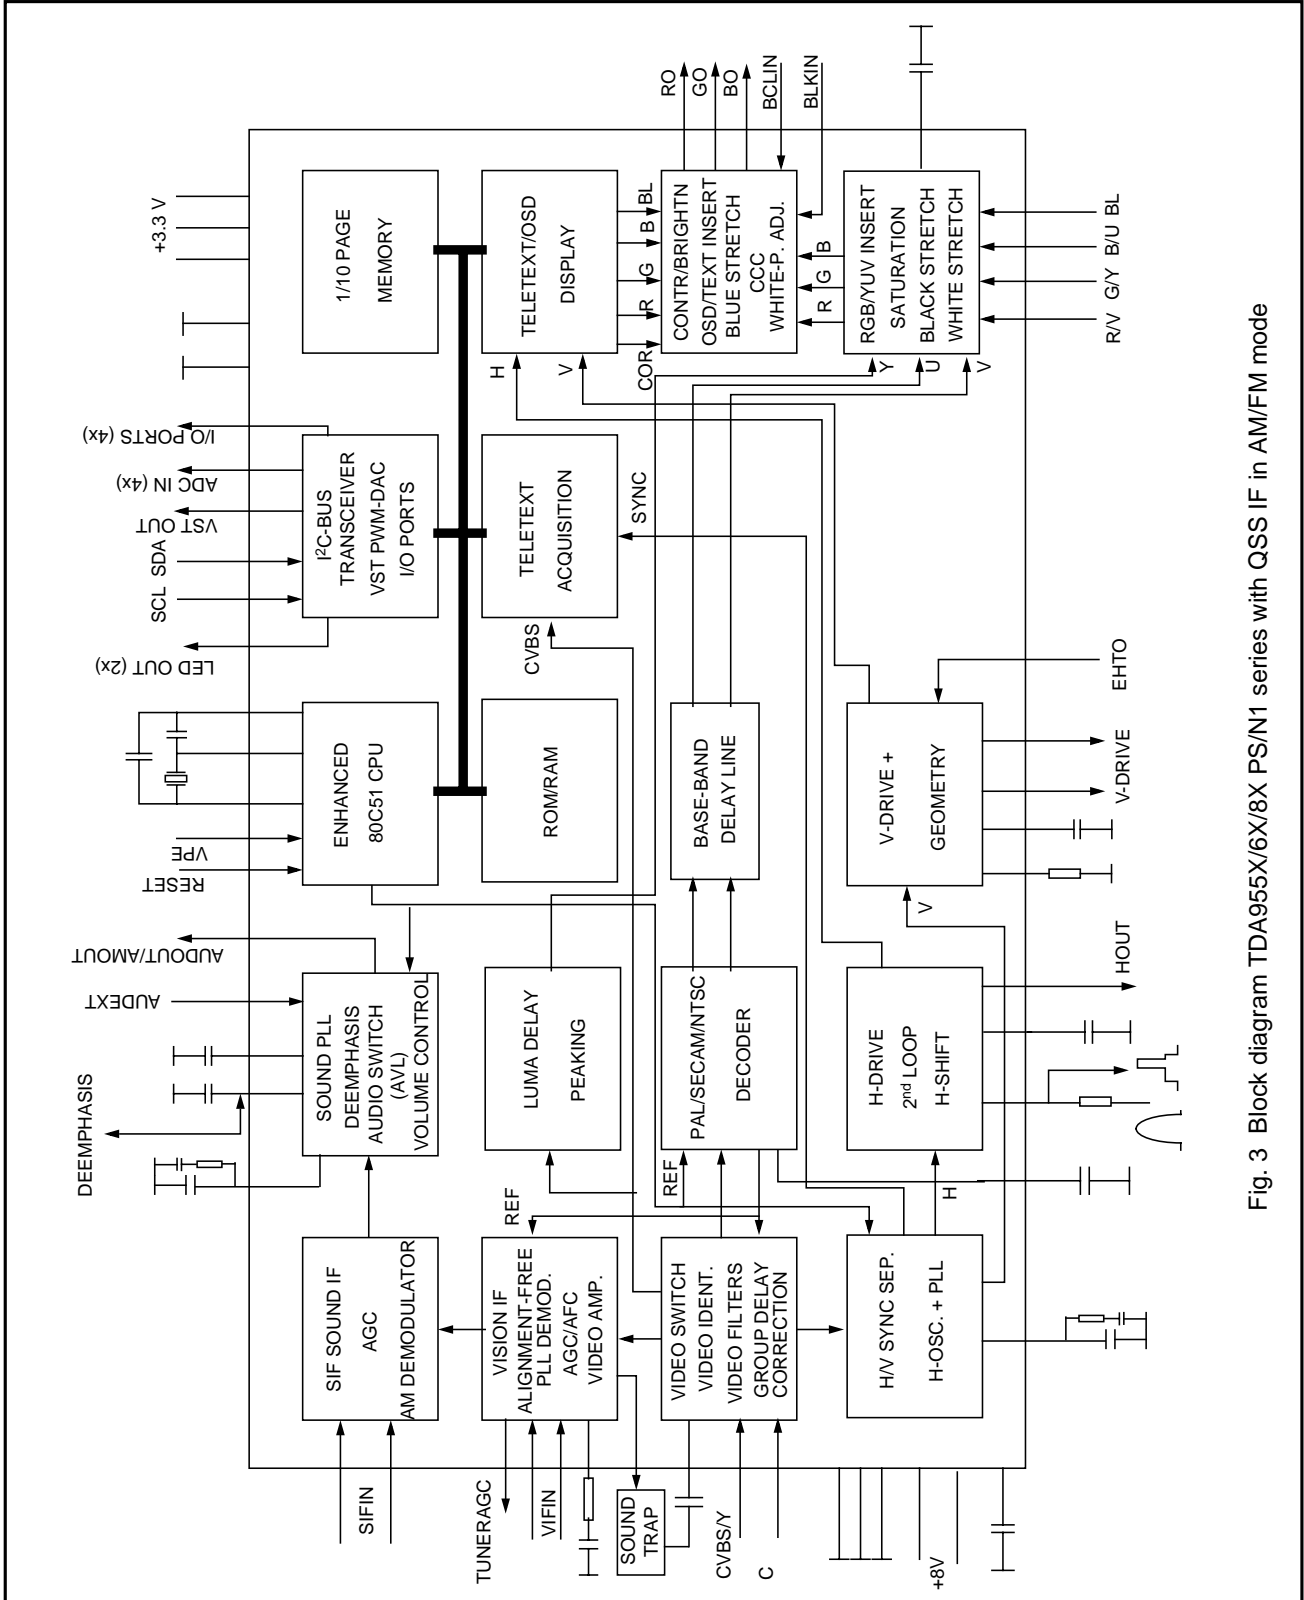 +3.3 V
I/O PORTS (4x)
ADC IN (4x)
VST OUT
SCL SDA
LED OUT (2x)
VPE
RESET
AUDOUT/AMOUT
AUDEXT
DEEMPHASIS
SIF SOUND IF
AGC
AM DEMODULATOR
SOUND PLL
DEEMPHASIS
AUDIO SWITCH
(AVL)
VOLUME CONTROL
ENHANCED
80C51 CPU
I²C-BUS
TRANSCEIVER
VST PWM-DAC
I/O PORTS
1/10 PAGE
MEMORY
SIFIN
REF
CVBS
SYNC
H
V
VISION IF
ALIGNMENT-FREE
PLL DEMOD.
AGC/AFC
VIDEO AMP.
LUMA DELAY
PEAKING
ROM/RAM
TELETEXT
ACQUISITION
TELETEXT/OSD
DISPLAY
TUNERAGC
VIFIN
SOUND
TRAP
REF
COR
R
G
B
BL
VIDEO SWITCH
VIDEO IDENT.
VIDEO FILTERS
GROUP DELAY
CORRECTION
PAL/SECAM/NTSC
DECODER
BASE-BAND
DELAY LINE
CONTR/BRIGHTN
OSD/TEXT INSERT
BLUE STRETCH
CCC
WHITE-P. ADJ.
RO
GO
BO
BCLIN
BLKIN
CVBS/Y
C
R
G
B
H/V SYNC SEP.
H-OSC. + PLL
H
H-DRIVE
2nd LOOP
H-SHIFT
V
V-DRIVE +
GEOMETRY
Y
U
V
RGB/YUV INSERT
SATURATION
BLACK STRETCH
WHITE STRETCH
+8V
HOUT
V-DRIVE
EHTO
R/V
G/Y
B/U
BL
Fig. 3 Block diagram TDA955X/6X/8X PS/N1 series with QSS IF in AM/FM mode